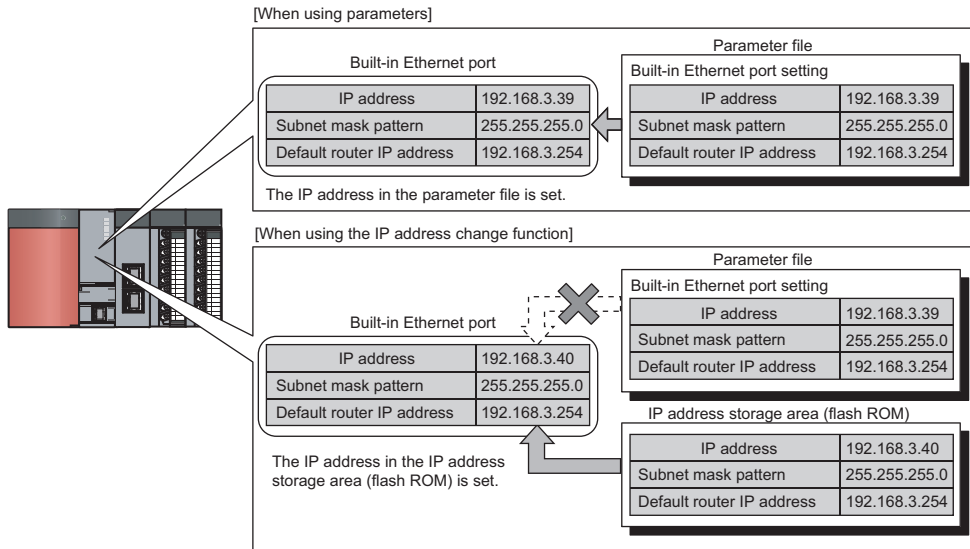 [When using parameters]
Built-in Ethernet port
IP address 192.168.3.39
Subnet mask pattern 255.255.255.0
Default router IP address 192.168.3.254
The IP address in the parameter file is set.
Parameter file
Built-in Ethernet port setting
IP address 192.168.3.39
Subnet mask pattern 255.255.255.0
Default router IP address 192.168.3.254
[When using the IP address change function]
Parameter file
Built-in Ethernet port setting
IP address 192.168.3.39
Subnet mask pattern 255.255.255.0
Default router IP address 192.168.3.254
Built-in Ethernet port
IP address 192.168.3.40
Subnet mask pattern 255.255.255.0
Default router IP address 192.168.3.254
The IP address in the IP address
storage area (flash ROM) is set.
IP address storage area (flash ROM)
IP address 192.168.3.40
Subnet mask pattern 255.255.255.0
Default router IP address 192.168.3.254